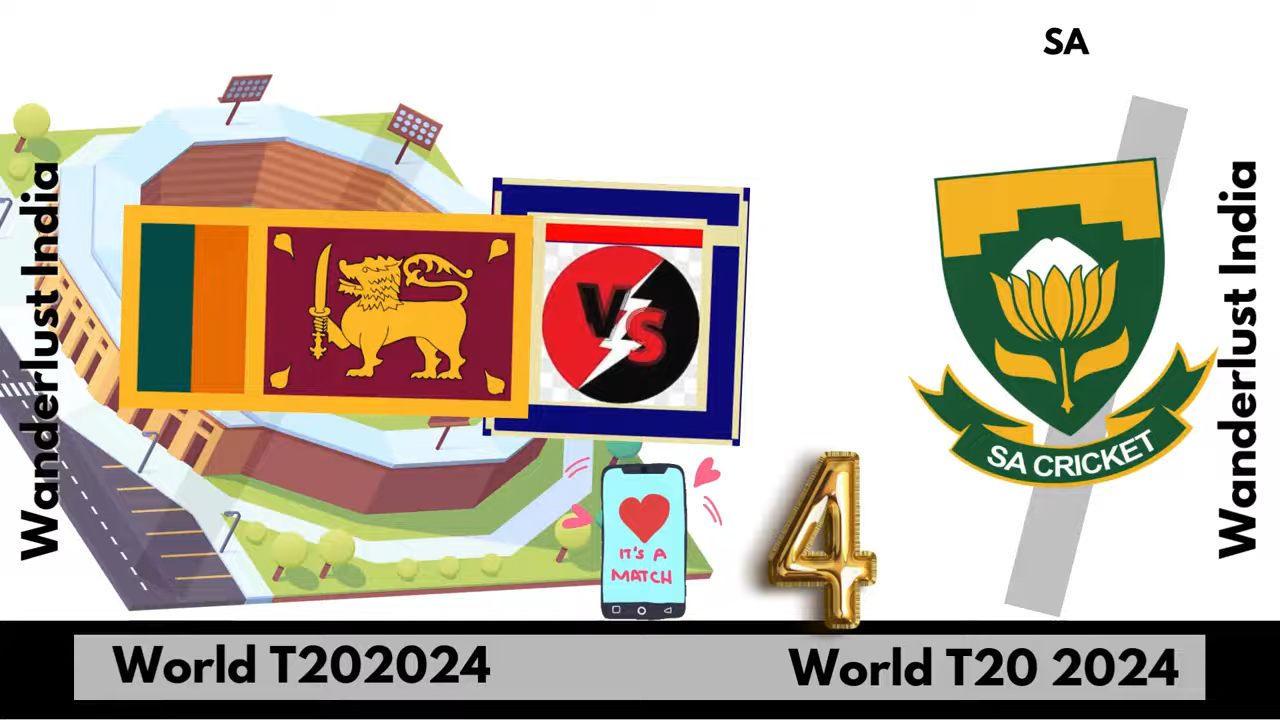 SA
Wanderlust India
VS
SA CRICKET
Wanderlust India
4
IT'S A
MATCH
World T202024
World T20 2024